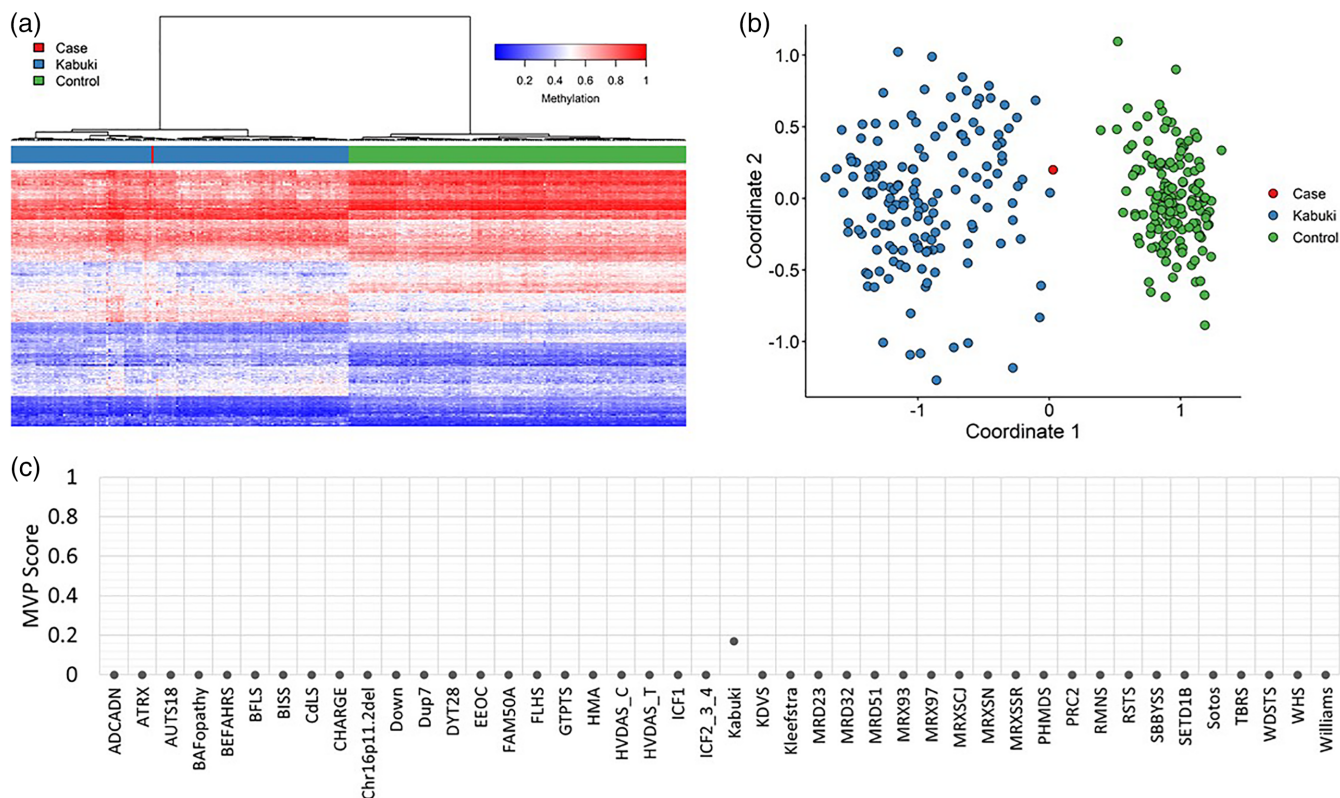 (a)
Case
Kabuki
Control
0.2 0.4 0.6 0.8 1
Methylation
(b)
1.0
0.5
0.0
-0.5
-1.0
Coordinate 2
-1 0 1
Coordinate 1
Case
Kabuki
Control
(c)
MVP Score
1
0.8
0.6
0.4
0.2
0
ADCADN
ATRX
AUTS18
BAFopathy
BEFAHRS
BFLS
BISS
CdLS
CHARGE
Chr16p11.2del
Down
Dup7
DYT28
EEOC
FAM50A
FLHS
GTPTS
HMA
HVDAS_C
HVDAS_T
ICF1
ICF2_3_4
Kabuki
KDVS
Kleefstra
MRD23
MRD32
MRD51
MRX93
MRX97
MRXSCJ
MRXSN
MRXSSR
PHMDS
PRC2
RMNS
RSTS
SBBYSS
SETD1B
Sotos
TBRS
WDSTS
WHS
Williams